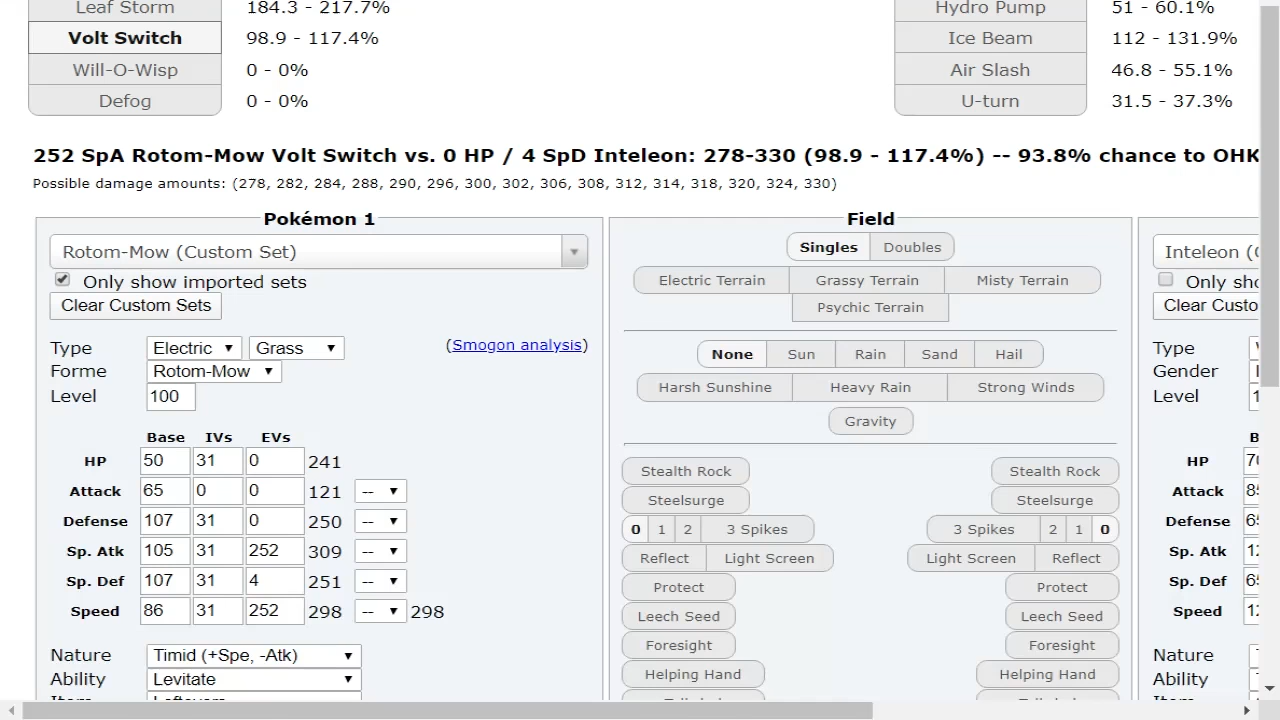 Leaf Storm 184.3 - 217.7% Hydro Pump 51 - 60.1%
Volt Switch 98.9 - 117.4% Ice Beam 112 - 131.9%
Will-O-Wisp 0 - 0% Air Slash 46.8 - 55.1%
Defog 0 - 0% U-turn 31.5 - 37.3%
252 SpA Rotom-Mow Volt Switch vs. 0 HP / 4 SpD Inteleon: 278-330 (98.9 - 117.4%) -- 93.8% chance to OHK
Possible damage amounts: (278, 282, 284, 288, 290, 296, 300, 302, 306, 308, 312, 314, 318, 320, 324, 330)
Pokémon 1
Rotom-Mow (Custom Set)
Only show imported sets
Clear Custom Sets
Type Electric Grass (Smogon analysis)
Forme Rotom-Mow
Level 100
Base IVs EVs
HP 50 31 0 241
Attack 65 0 0 121 --
Defense 107 31 0 250 --
Sp. Atk 105 31 252 309 --
Sp. Def 107 31 4 251 --
Speed 86 31 252 298 -- 298
Nature Timid (+Spe, -Atk)
Ability Levitate
Item Leftovers
Field
Singles Doubles
Electric Terrain Grassy Terrain Misty Terrain
Psychic Terrain
None Sun Rain Sand Hail
Harsh Sunshine Heavy Rain Strong Winds
Gravity
Stealth Rock Stealth Rock
Steelsurge Steelsurge
0 1 2 3 Spikes 3 Spikes 2 1 0
Reflect Light Screen Light Screen Reflect
Protect Protect
Leech Seed Leech Seed
Foresight Foresight
Helping Hand Helping Hand
Inteleon (
Only sho
Clear Custo
Type
Gender
Level
B
HP 70
Attack 85
Defense 65
Sp. Atk 12
Sp. Def 65
Speed 12
Nature
Ability
Item